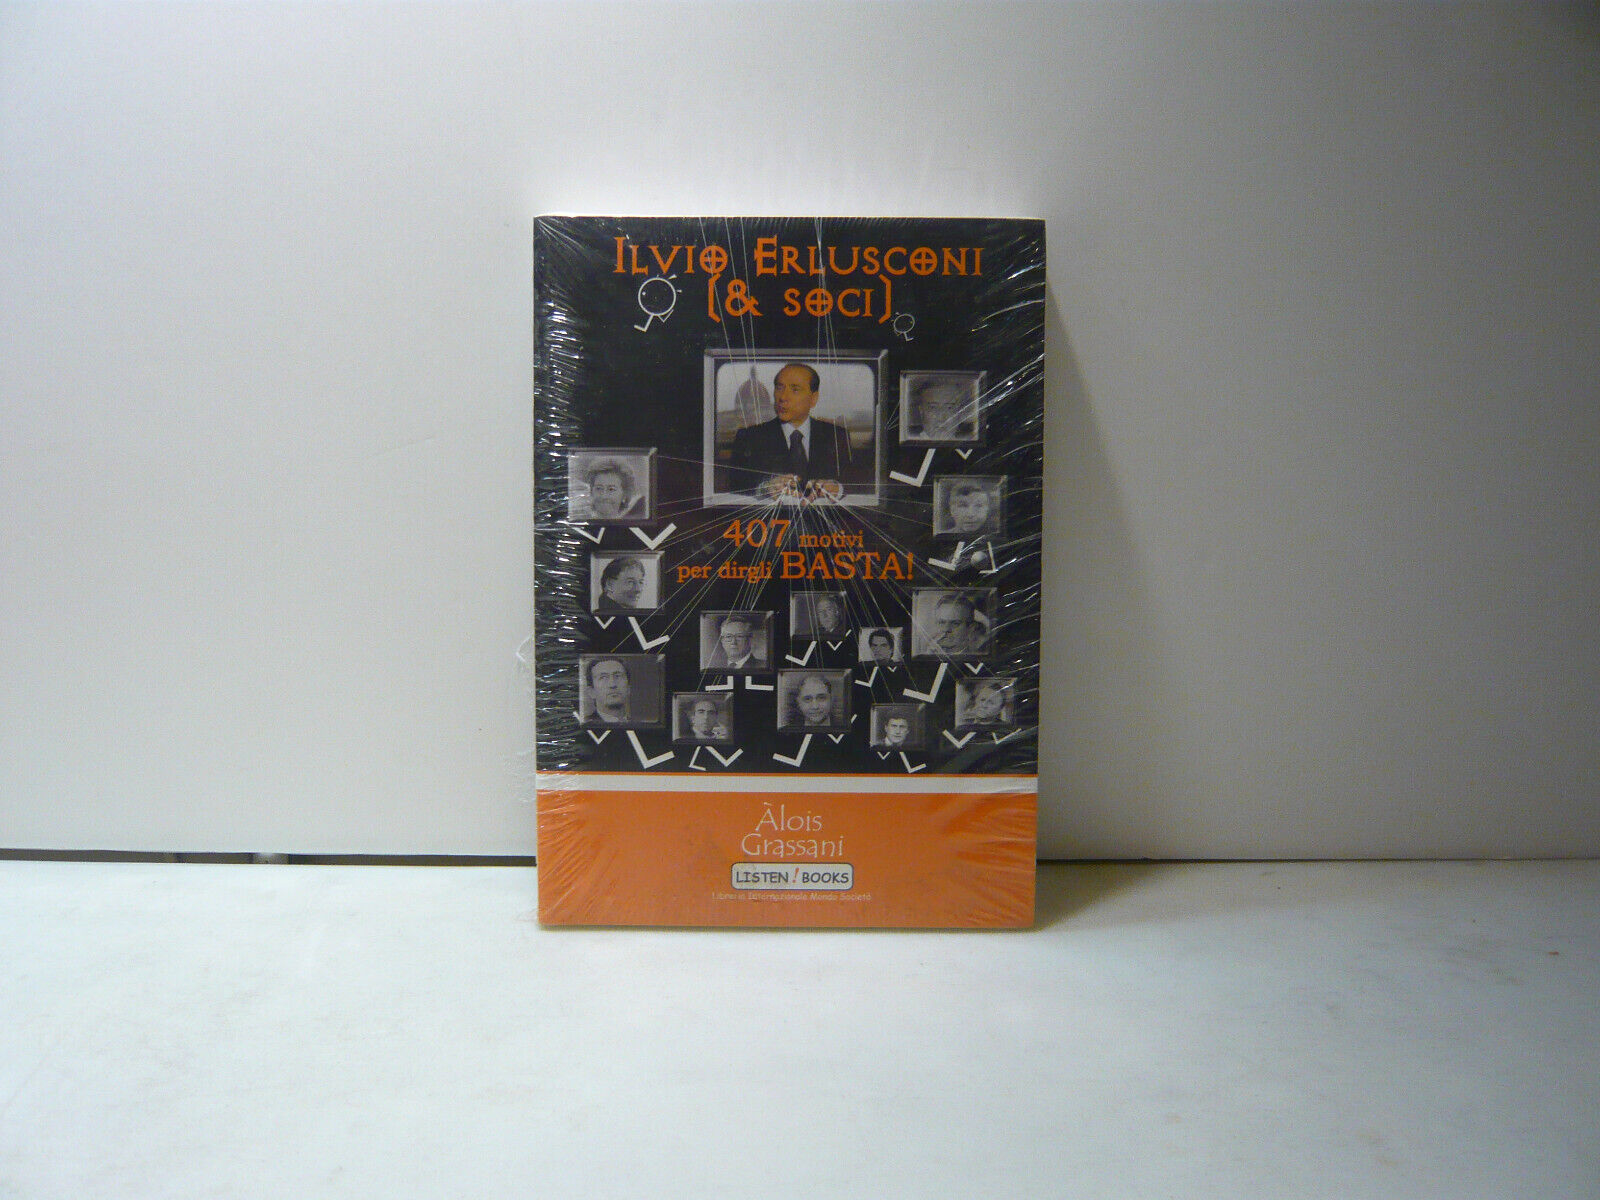 ILVIO ERLUSCONI
(& SOCI)
407 motivi
per dirgli BASTA!
Àlois
Grassani
LISTEN! BOOKS
Libreria Internazionale Mondo Società